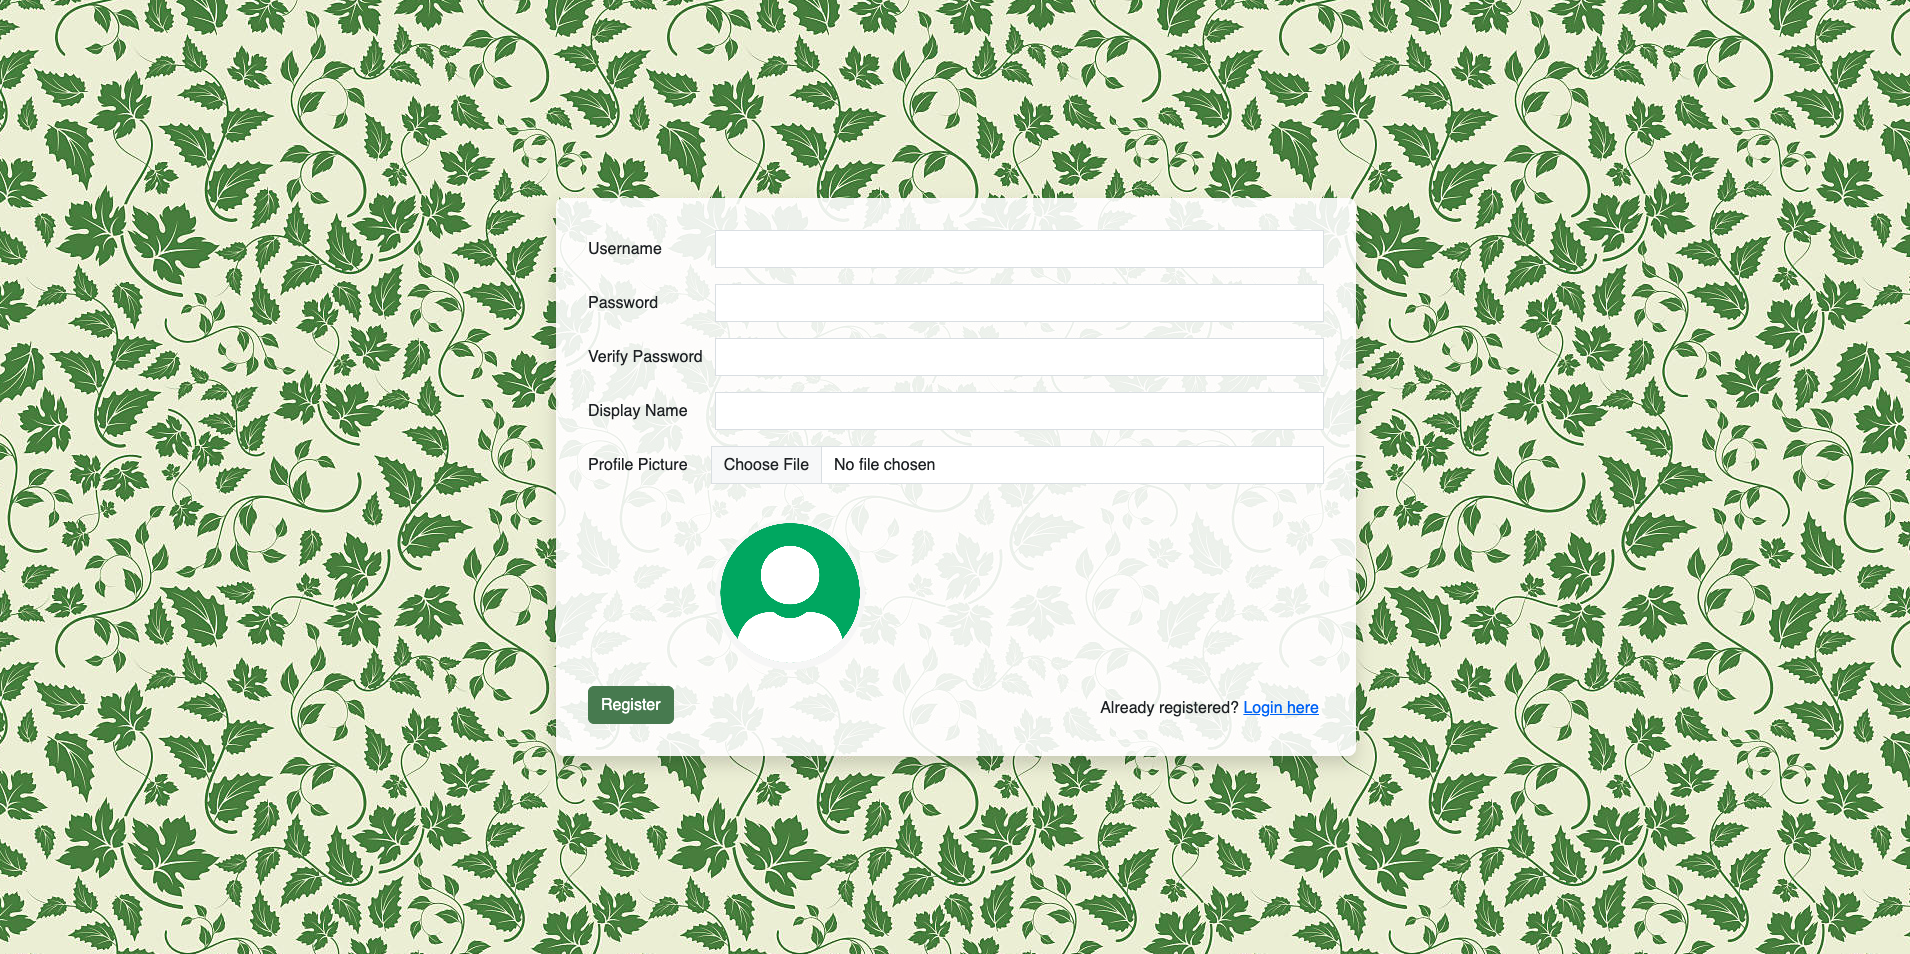 Username
Password
Verify Password
Display Name
Profile Picture Choose File No file chosen
Register Already registered? Login here